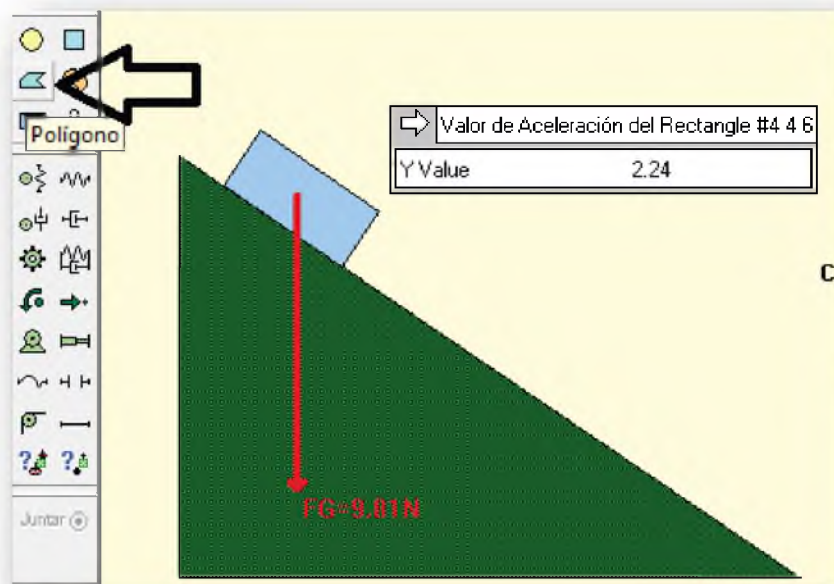 Polígono
Valor de Aceleración del Rectangle #4 4 6
Y Value 2.24
C
FG=9.81N
?
?
Juntar